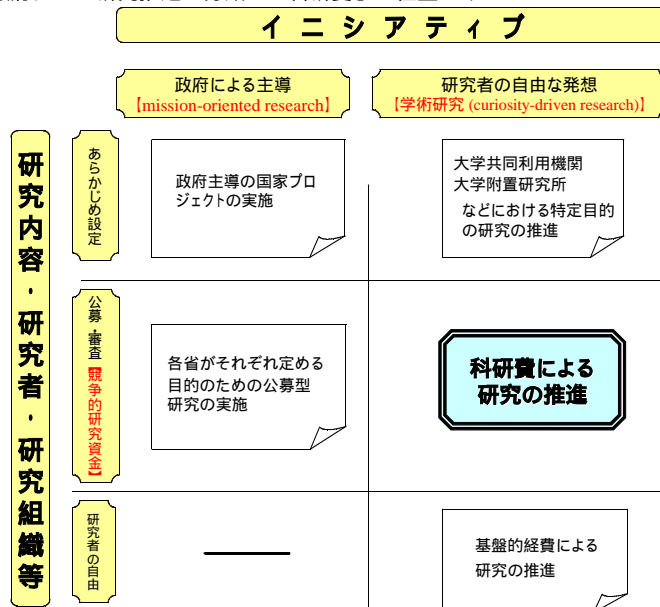 イニシアティブ
政府による主導
【mission-oriented research】
研究者の自由な発想
【学術研究 (curiosity-driven research)】
研究内容・研究者・研究組織等
あらかじめ設定
政府主導の国家プロ
ジェクトの実施
大学共同利用機関
大学附置研究所
などにおける特定目的
の研究の推進
公募・審査【競争的研究資金】
各省がそれぞれ定める
目的のための公募型
研究の実施
科研費による
研究の推進
研究者の自由
基盤的経費による
研究の推進